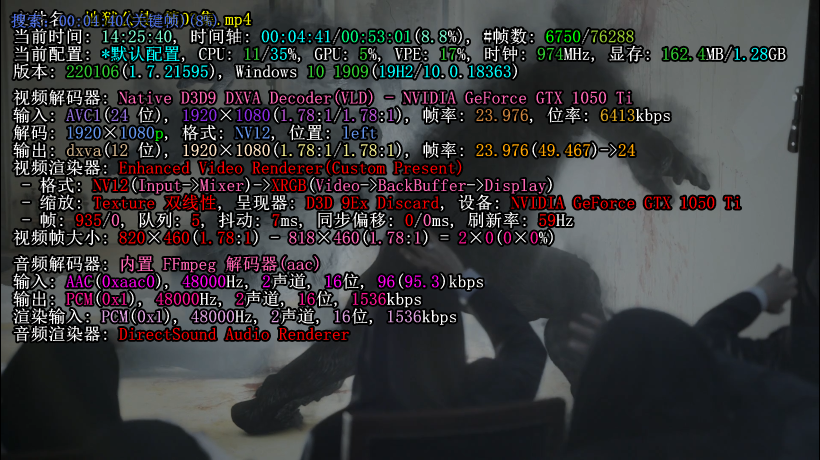 搜索: 00:04:40(关键帧)(8%)
.mp4
当前时间: 14:25:40, 时间轴: 00:04:41/00:53:01(8.8%), #帧数: 6750/76288
当前配置: *默认配置, CPU: 11/35%, GPU: 5%, VPE: 17%, 时钟: 974MHz, 显存: 162.4MB/1.28GB
版本: 220106(1.7.21595), Windows 10 1909(19H2/10.0.18363)
视频解码器: Native D3D9 DXVA Decoder(VLD) - NVIDIA GeForce GTX 1050 Ti
输入: AVC1(24 位), 1920×1080(1.78:1/1.78:1), 帧率: 23.976, 位率: 6413kbps
解码: 1920×1080p, 格式: NV12, 位置: left
输出: dxva(12 位), 1920×1080(1.78:1/1.78:1), 帧率: 23.976(49.467)->24
视频渲染器: Enhanced Video Renderer(Custom Present)
- 格式: NV12(Input->Mixer)->XRGB(Video->BackBuffer->Display)
- 缩放: Texture 双线性, 呈现器: D3D 9Ex Discard, 设备: NVIDIA GeForce GTX 1050 Ti
- 帧: 935/0, 队列: 5, 抖动: 7ms, 同步偏移: 0/0ms, 刷新率: 59Hz
视频帧大小: 820×460(1.78:1) - 818×460(1.78:1) = 2×0(0×0%)
音频解码器: 内置 FFmpeg 解码器(aac)
输入: AAC(0xaac0), 48000Hz, 2声道, 16位, 96(95.3)kbps
输出: PCM(0x1), 48000Hz, 2声道, 16位, 1536kbps
渲染输入: PCM(0x1), 48000Hz, 2声道, 16位, 1536kbps
音频渲染器: DirectSound Audio Renderer